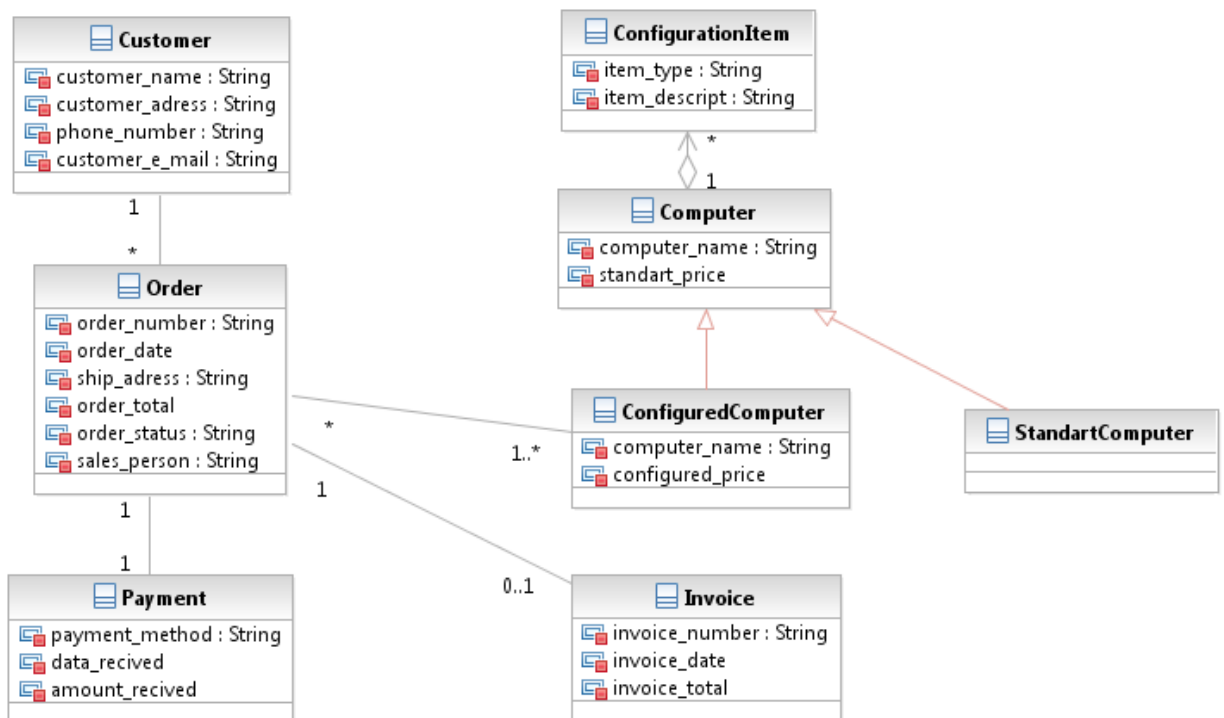 Customer
customer_name : String
customer_adress : String
phone_number : String
customer_e_mail : String
1
*
Order
order_number : String
order_date
ship_adress : String
order_total
order_status : String
sales_person : String
1
1
Payment
payment_method : String
data_recived
amount_recived
ConfigurationItem
item_type : String
item_descript : String
*
1
Computer
computer_name : String
standart_price
*
1..*
ConfiguredComputer
computer_name : String
configured_price
StandartComputer
1
0..1
Invoice
invoice_number : String
invoice_date
invoice_total